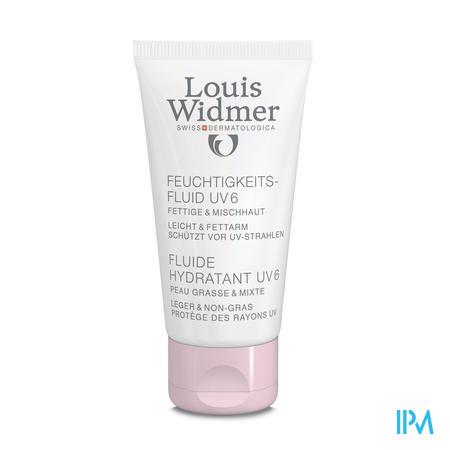 Louis
Widmer
SWISS DERMATOLOGICA
FEUCHTIGKEITS-
FLUID UV6
FETTIGE & MISCHHAUT
LEICHT & FETTARM
SCHÜTZT VOR UV-STRAHLEN
FLUIDE
HYDRATANT UV6
PEAU GRASSE & MIXTE
LÉGER & NON-GRAS
PROTÈGE DES RAYONS UV
IPM